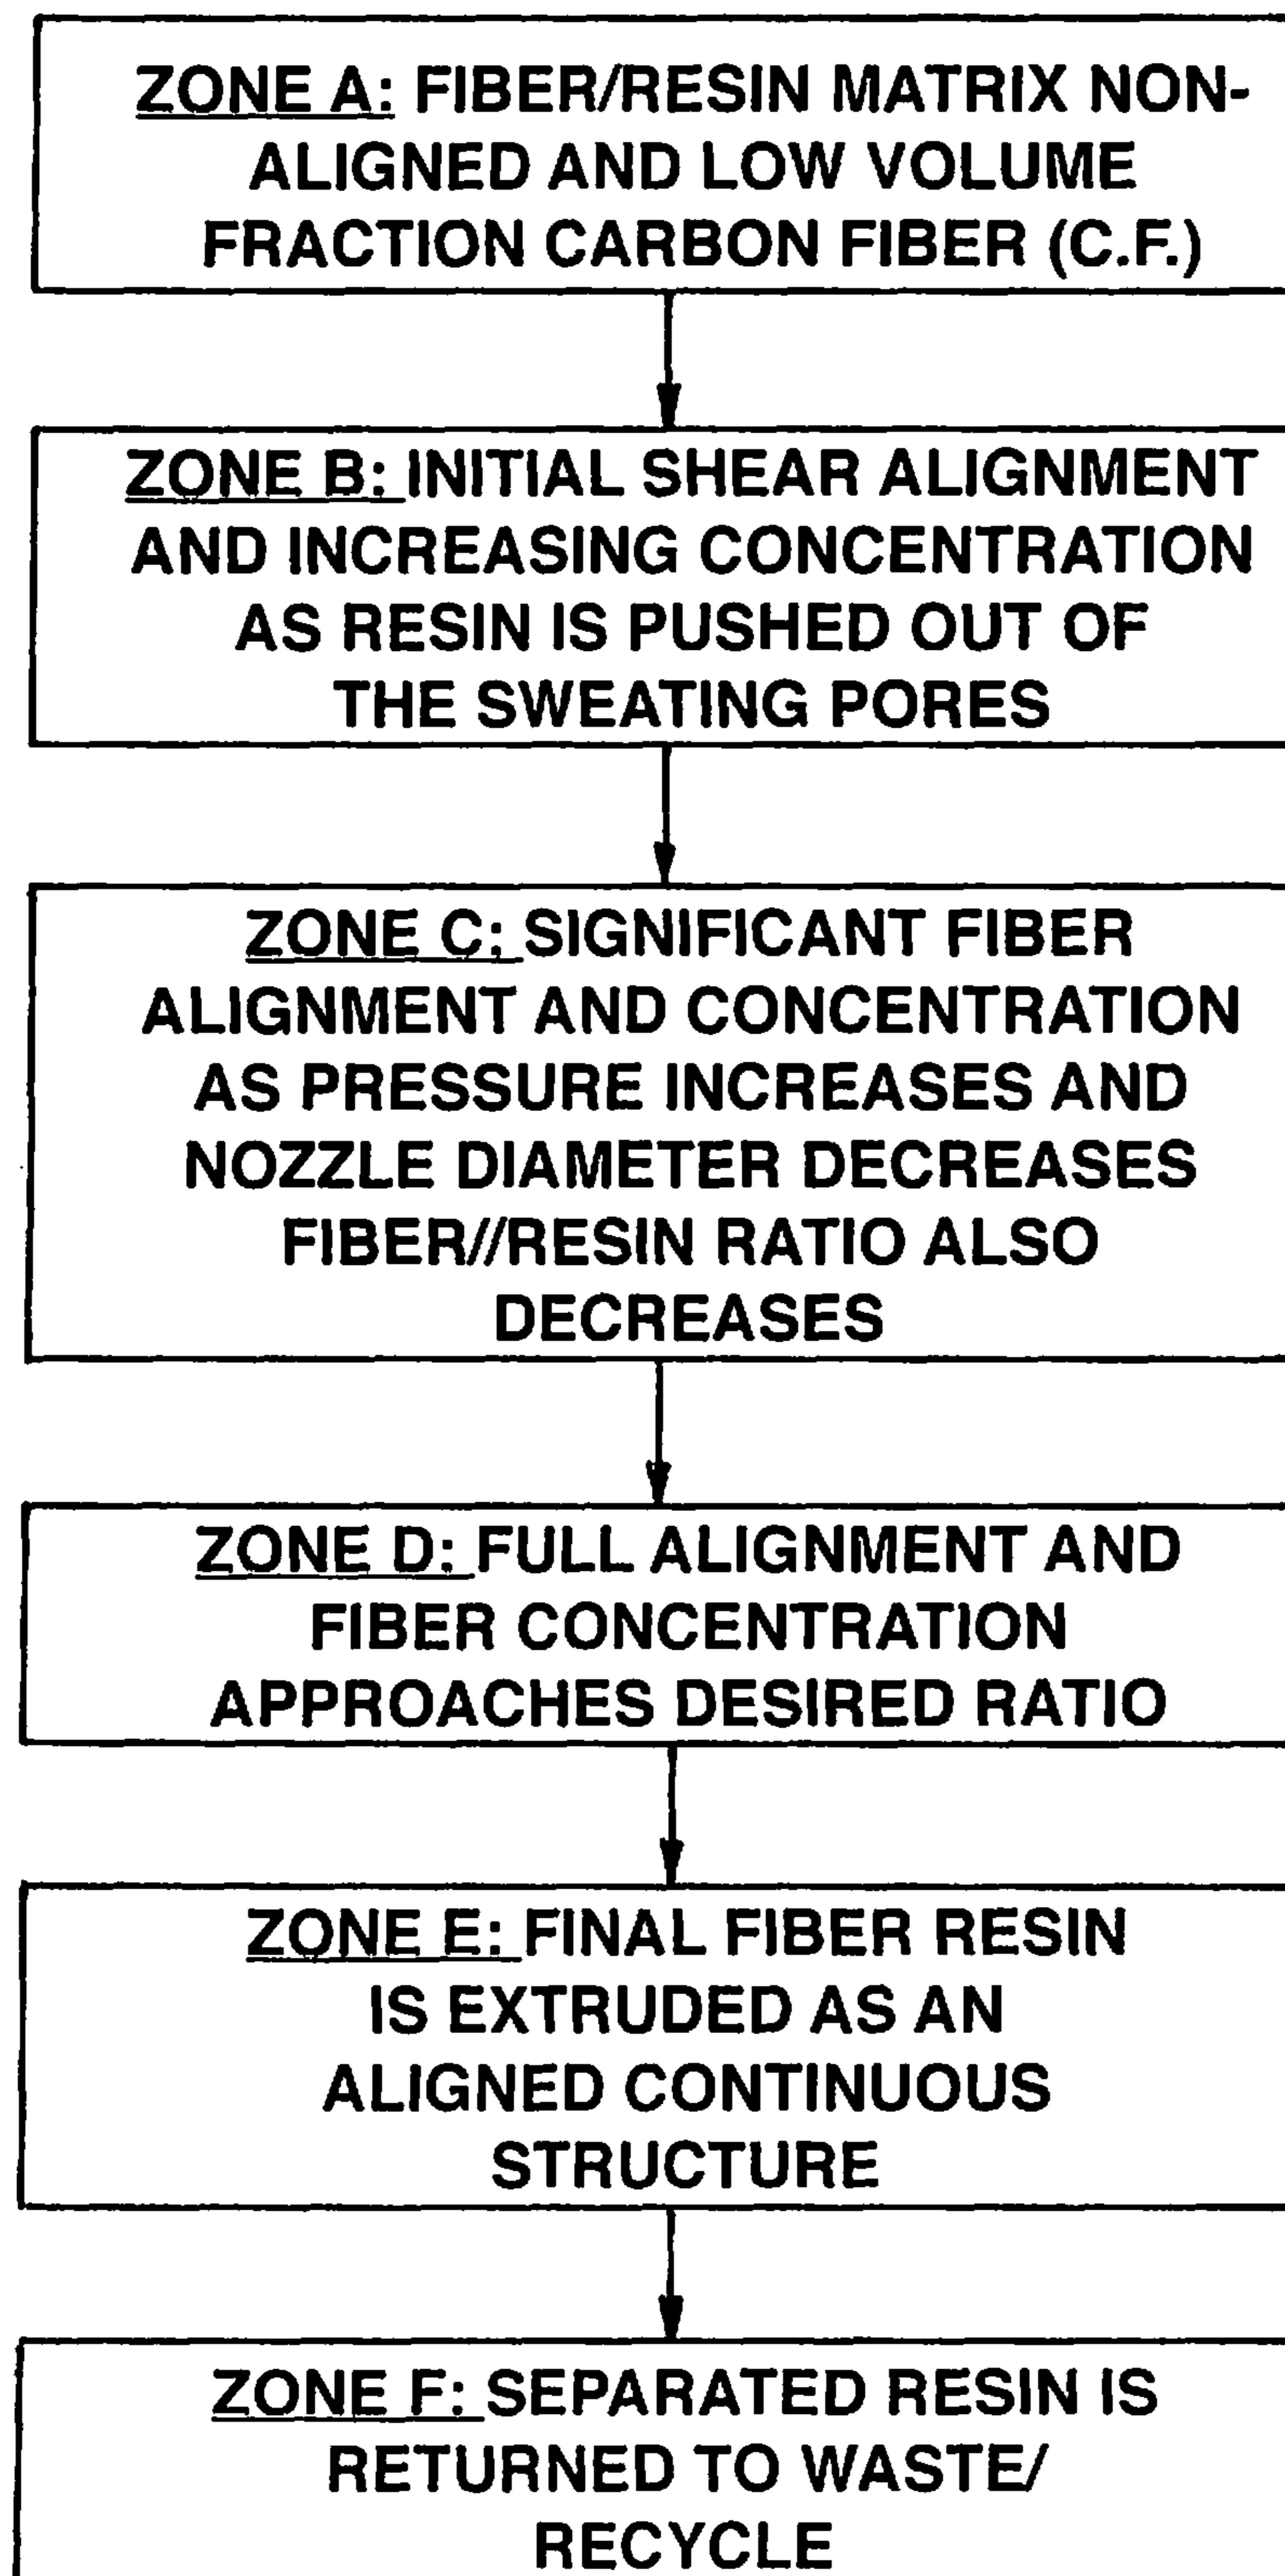 ZONE A: FIBER/RESIN MATRIX NON-
ALIGNED AND LOW VOLUME
FRACTION CARBON FIBER (C.F.)
ZONE B: INITIAL SHEAR ALIGNMENT
AND INCREASING CONCENTRATION
AS RESIN IS PUSHED OUT OF
THE SWEATING PORES
ZONE C; SIGNIFICANT FIBER
ALIGNMENT AND CONCENTRATION
AS PRESSURE INCREASES AND
NOZZLE DIAMETER DECREASES
FIBER//RESIN RATIO ALSO
DECREASES
ZONE D: FULL ALIGNMENT AND
FIBER CONCENTRATION
APPROACHES DESIRED RATIO
ZONE E: FINAL FIBER RESIN
IS EXTRUDED AS AN
ALIGNED CONTINUOUS
STRUCTURE
ZONE F: SEPARATED RESIN IS
RETURNED TO WASTE/
RECYCLE